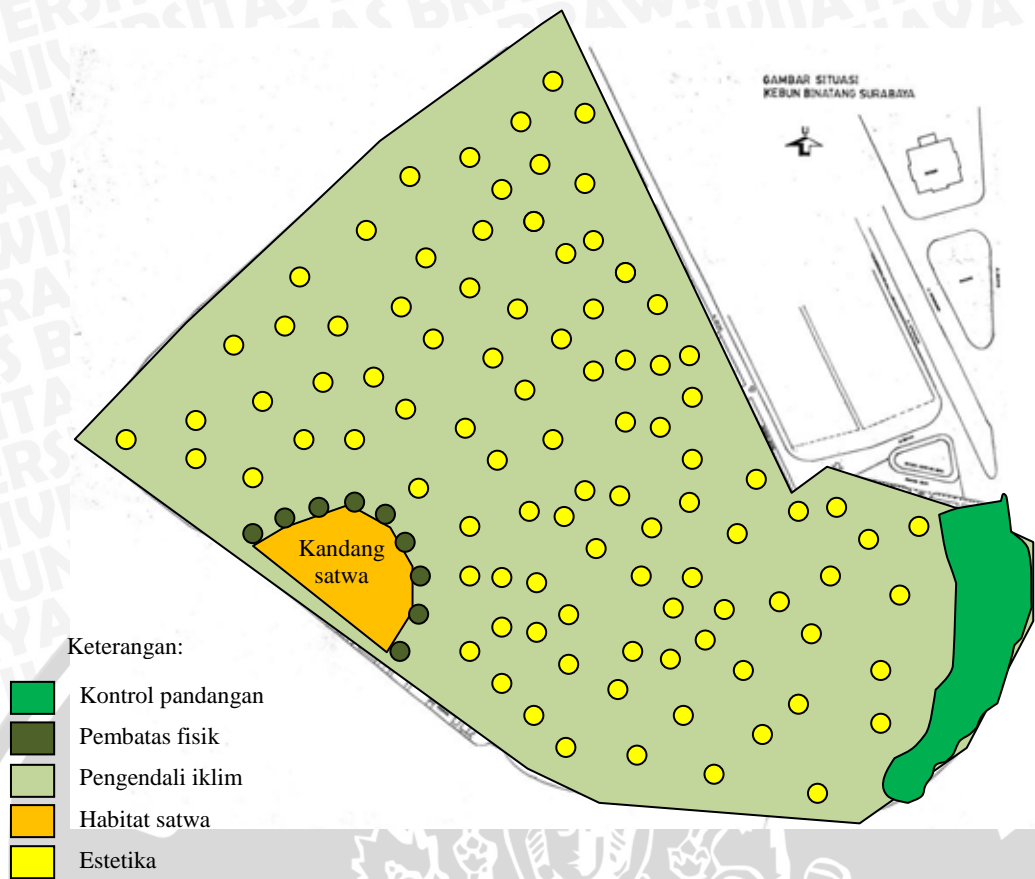 GAMBAR SITUASI
KEBUN BINATANG SURABAYA
U
Kandang
satwa
Keterangan:
Kontrol pandangan
Pembatas fisik
Pengendali iklim
Habitat satwa
Estetika